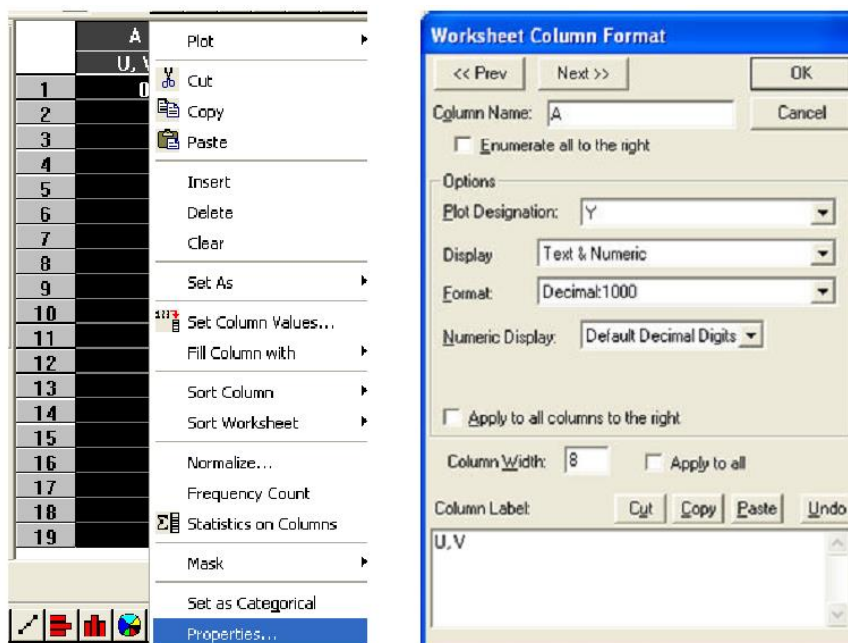 A
U, V
1 0
2
3
4
5
6
7
8
9
10
11
12
13
14
15
16
17
18
19
Plot
Cut
Copy
Paste
Insert
Delete
Clear
Set As
Set Column Values...
Fill Column with
Sort Column
Sort Worksheet
Normalize...
Frequency Count
Statistics on Columns
Mask
Set as Categorical
Properties...
Worksheet Column Format
<< Prev Next >> OK
Column Name: A Cancel
Enumerate all to the right
Options
Plot Designation: Y
Display Text & Numeric
Format: Decimal:1000
Numeric Display: Default Decimal Digits
Apply to all columns to the right
Column Width: 8 Apply to all
Column Label: Cut Copy Paste Undo
U,V